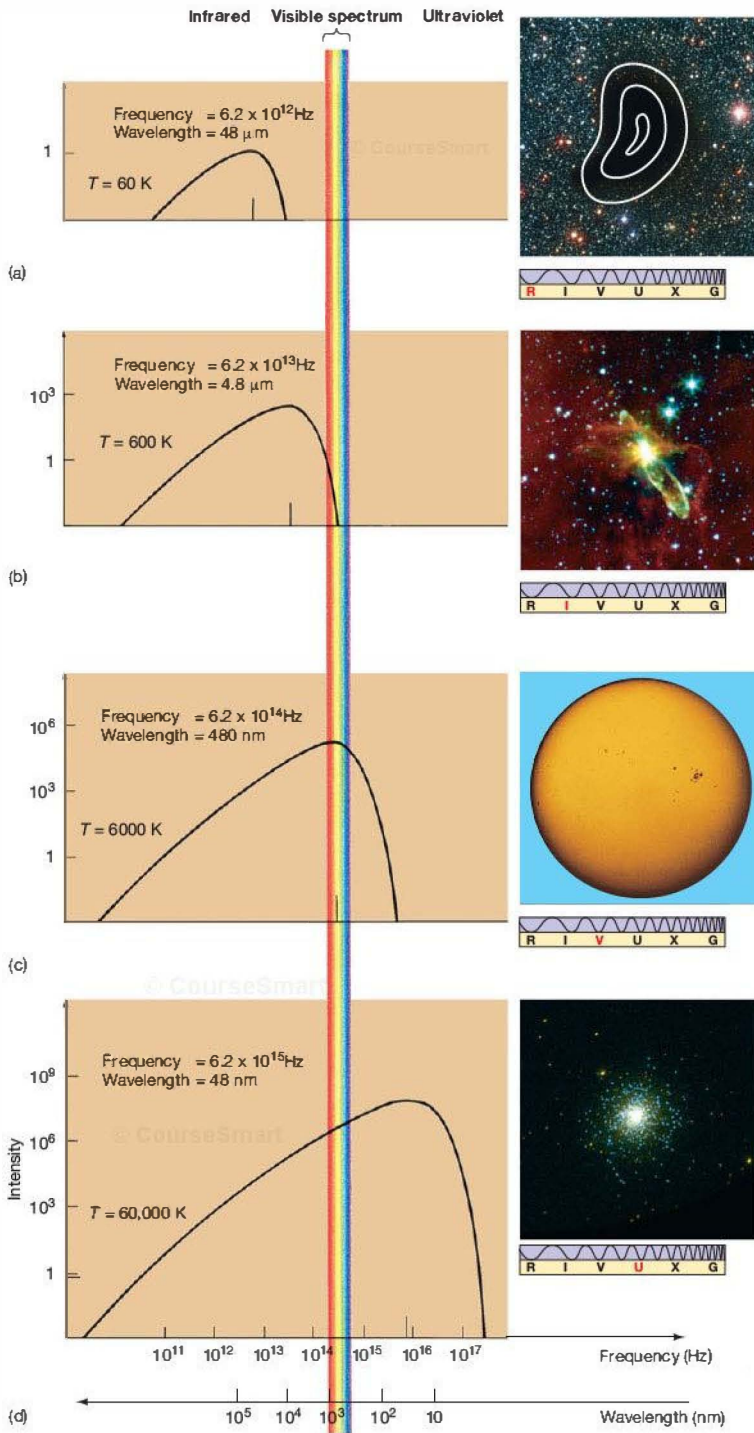 Infrared Visible spectrum Ultraviolet
Frequency = 6.2 x 10¹²Hz
Wavelength = 48 μm
© CourseSmart
1
T = 60 K
(a)
R I V U X G
Frequency = 6.2 x 10¹³Hz
Wavelength = 4.8 μm
10³
T = 600 K
1
(b)
R I V U X G
10⁶
Frequency = 6.2 x 10¹⁴Hz
Wavelength = 480 nm
10³
T = 6000 K
1
R I V U X G
(c)
© CourseSmart
Frequency = 6.2 x 10¹⁵Hz
Wavelength = 48 nm
10⁹
© CourseSmart
10⁶
Intensity
10³
T = 60,000 K
1
R I V U X G
10¹¹ 10¹² 10¹³ 10¹⁴ 10¹⁵ 10¹⁶ 10¹⁷ Frequency (Hz)
(d) 10⁵ 10⁴ 10³ 10² 10 Wavelength (nm)